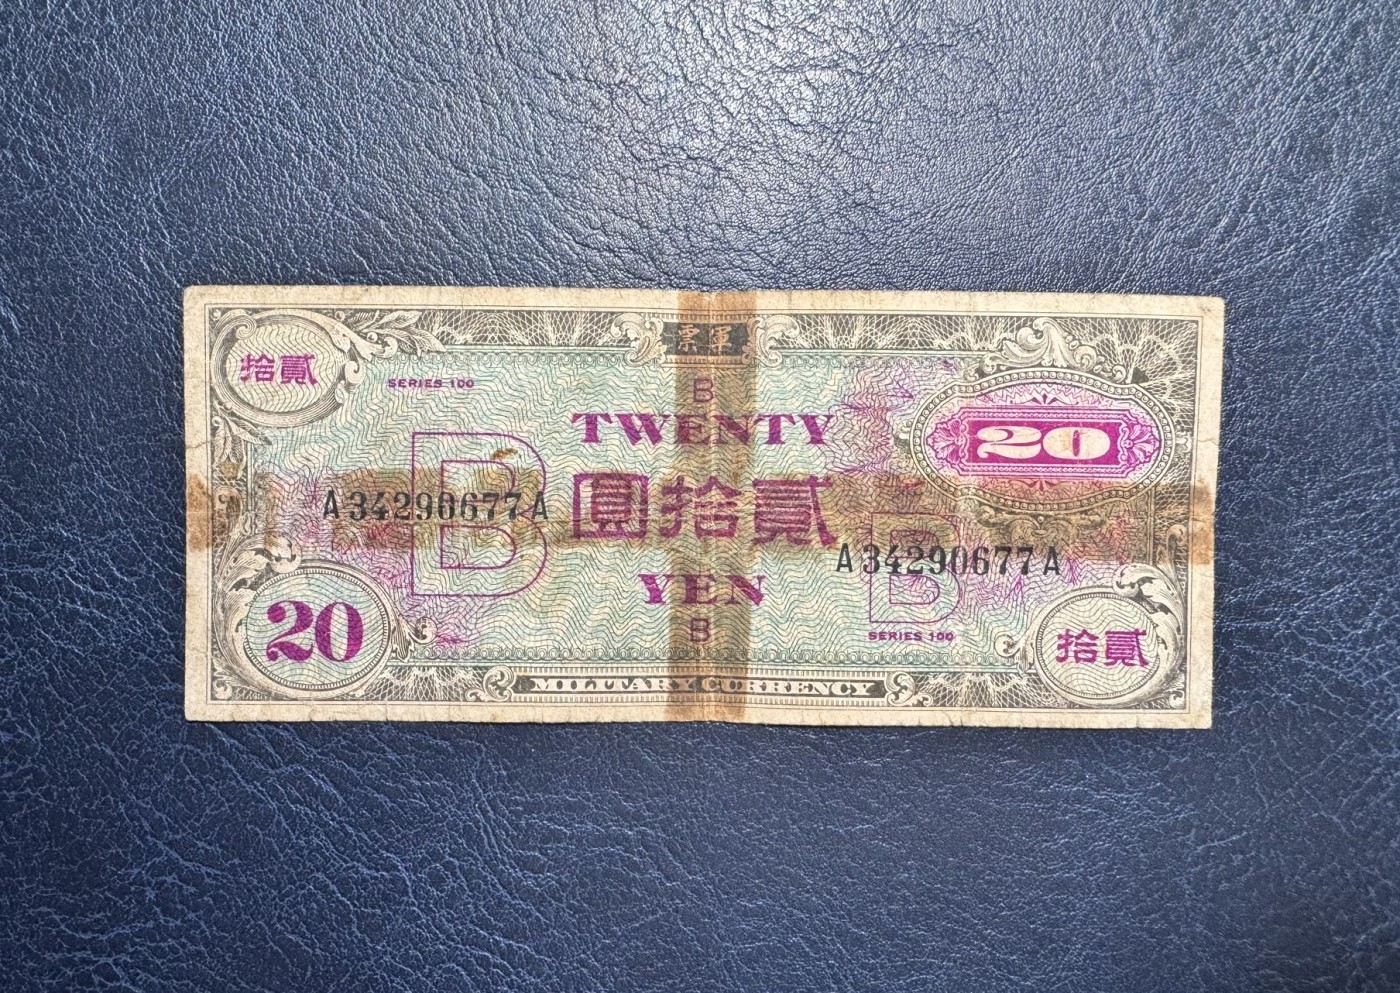 票軍
拾貳
SERIES 100
B
20
TWENTY
B
A34290677A
圓拾貳
B
A34290677A
YEN
20
B
SERIES 100
拾貳
MILITARY CURRENCY